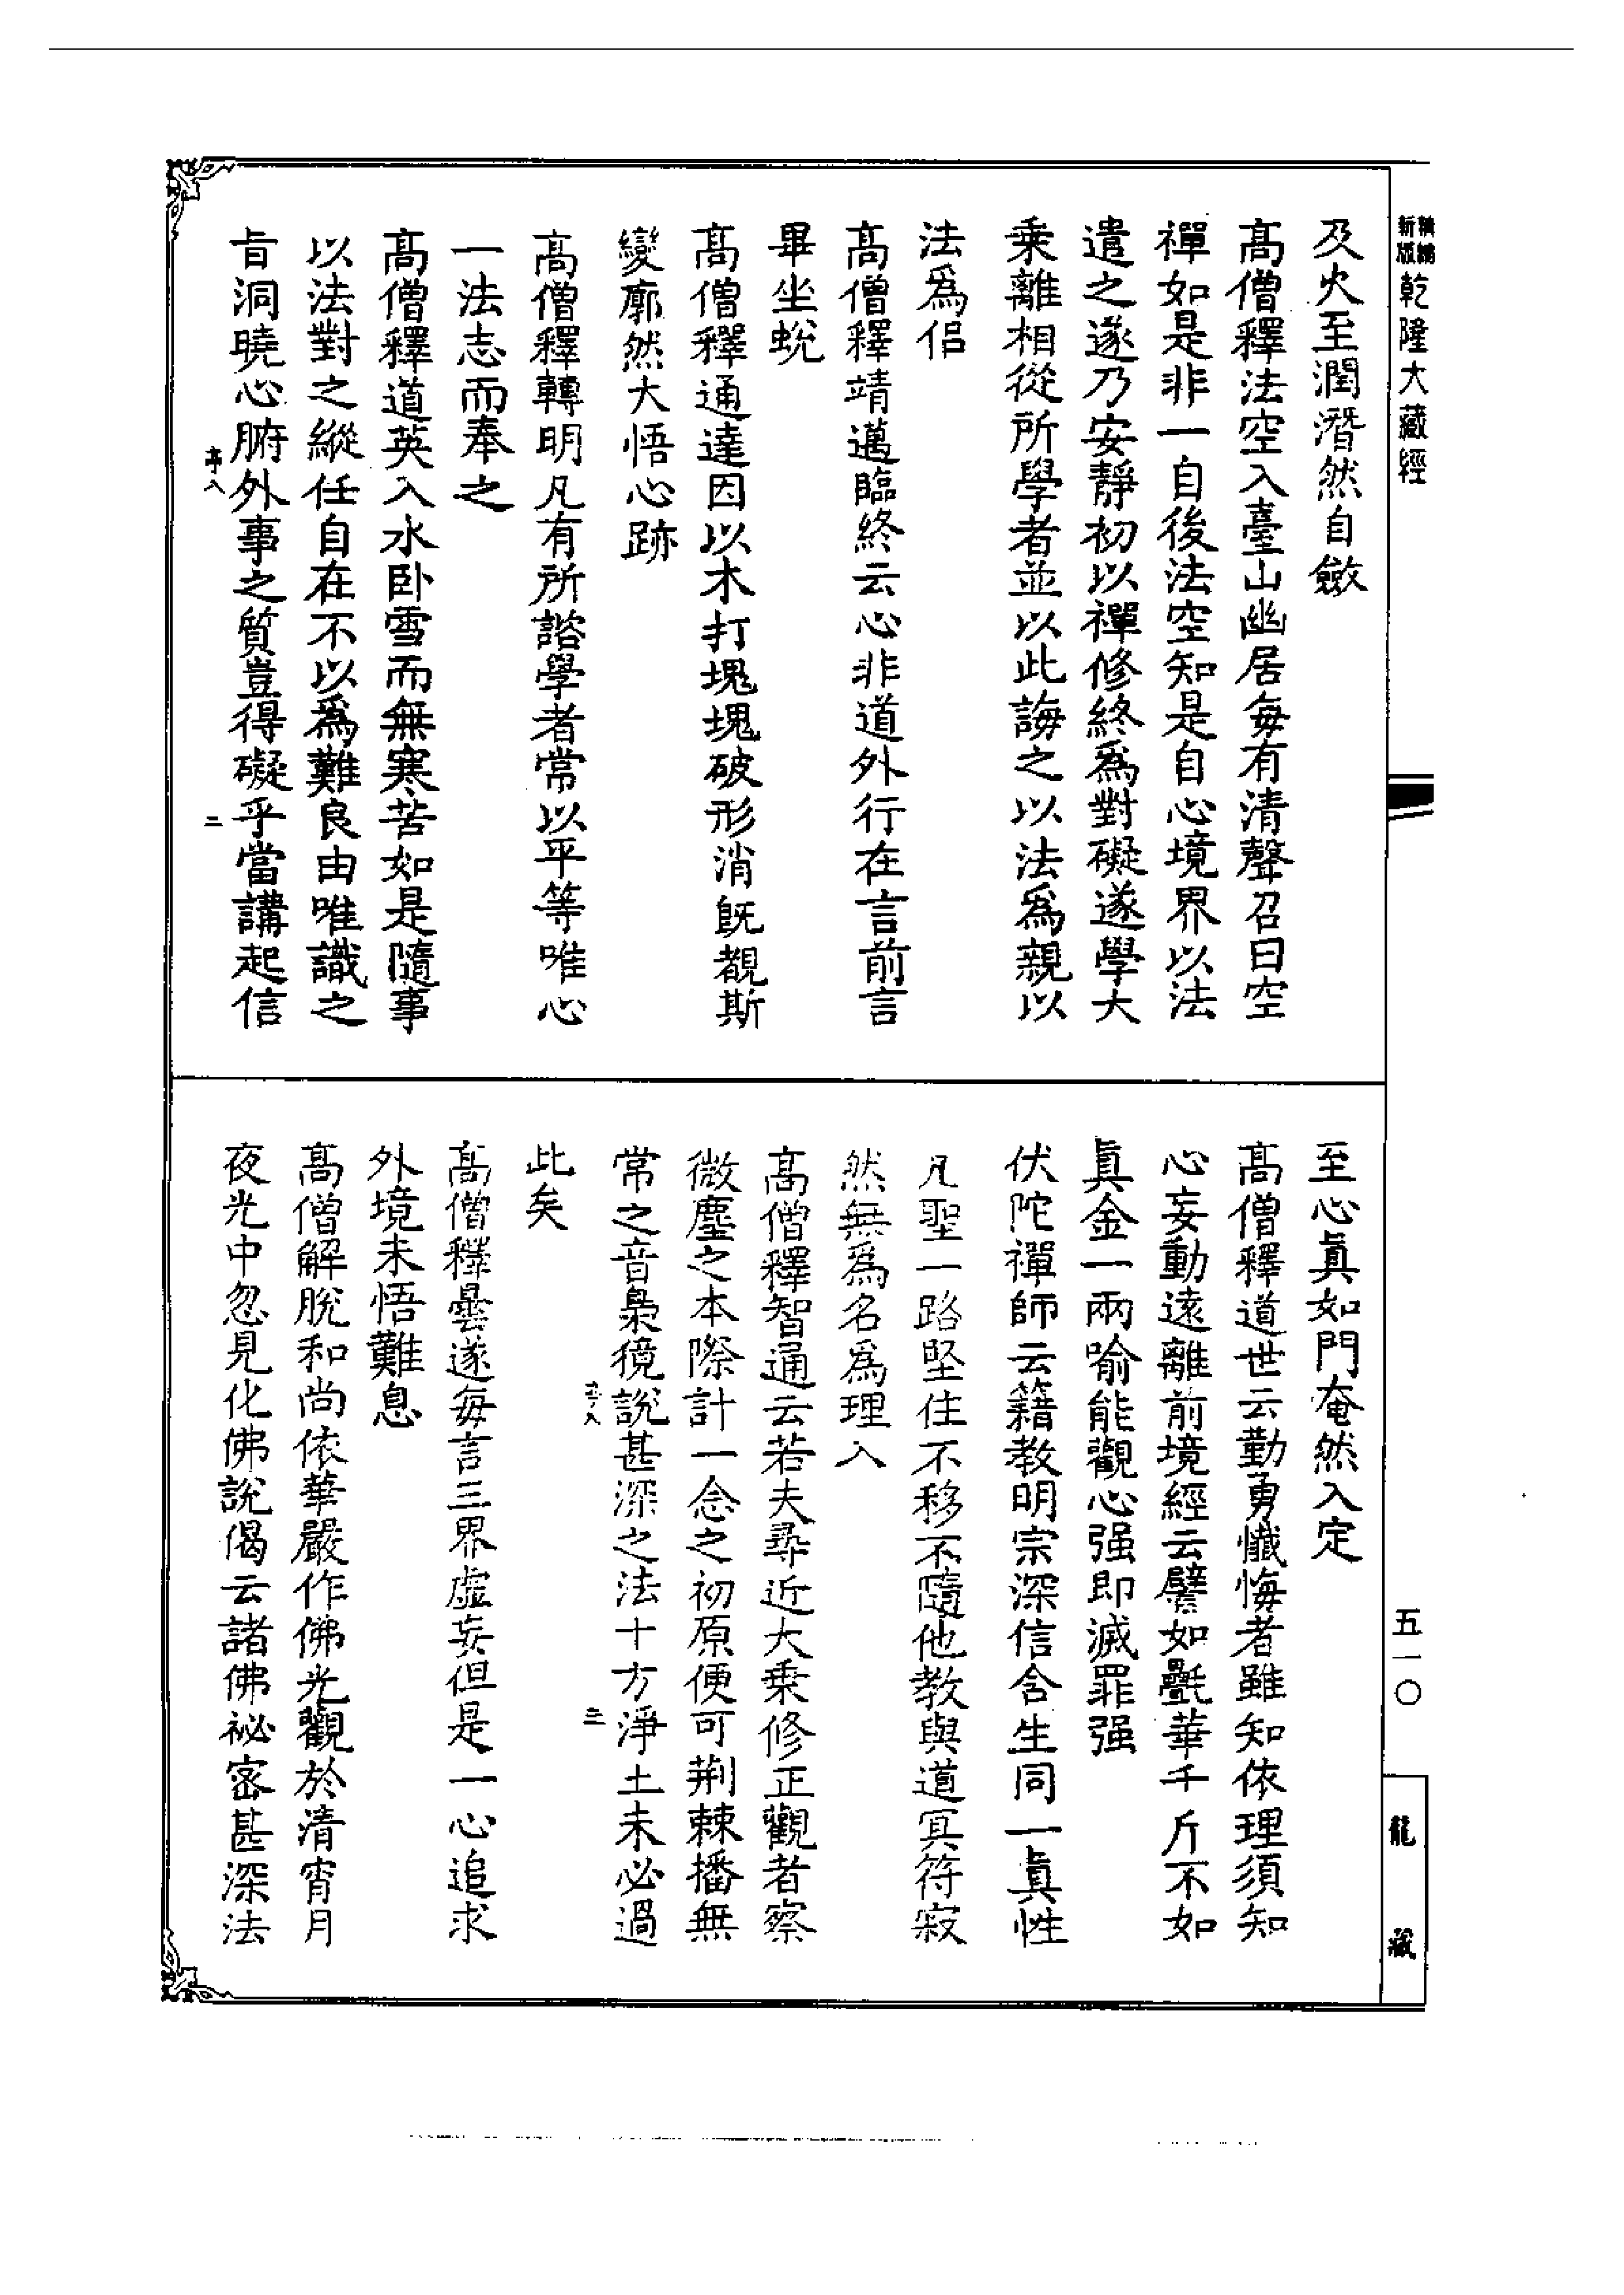 新版
精編
乾隆大藏經
五一〇
龍藏
及火至潤潛然自斂
高僧釋法空入臺山幽居每有清聲召曰空
禪如是非一自後法空知是自心境界以法
遣之遂乃安靜初以禪修終爲對礙遂學大
乘離相從所學者並以此誨之以法爲親以
法爲侶
高僧釋靖邁臨終云心非道外行在言前言
畢坐蛻
高僧釋通達因以木打塊塊破形消旣覩斯
變廓然大悟心跡
高僧釋轉明凡有所諮學者常以平等唯心
一法志而奉之
高僧釋道英入水卧雪而無寒苦如是隨事
以法對之縱任自在不以爲難良由唯識之
旨洞曉心腑外事之質豈得礙乎當講起信
亭八 二
至心眞如門奄然入定
高僧釋道世云勤勇懺悔者雖知依理須知
心妄動遠離前境經云譬如㲲華千斤不如
眞金一兩喻能觀心强即滅罪强
伏陀禪師云籍教明宗深信含生同一眞性
凡聖一路堅住不移不隨他教與道冥符寂
然無爲名爲理入
高僧釋智通云若夫尋近大乘修正觀者察
微塵之本際計一念之初原便可荆棘播無
常之音梟獍說甚深之法十方淨土未必過
亭八 三
此矣
高僧釋曇遂每言三界虛妄但是一心追求
外境未悟難息
高僧解脫和尚依華嚴作佛光觀於清宵月
夜光中忽見化佛說偈云諸佛祕密甚深法